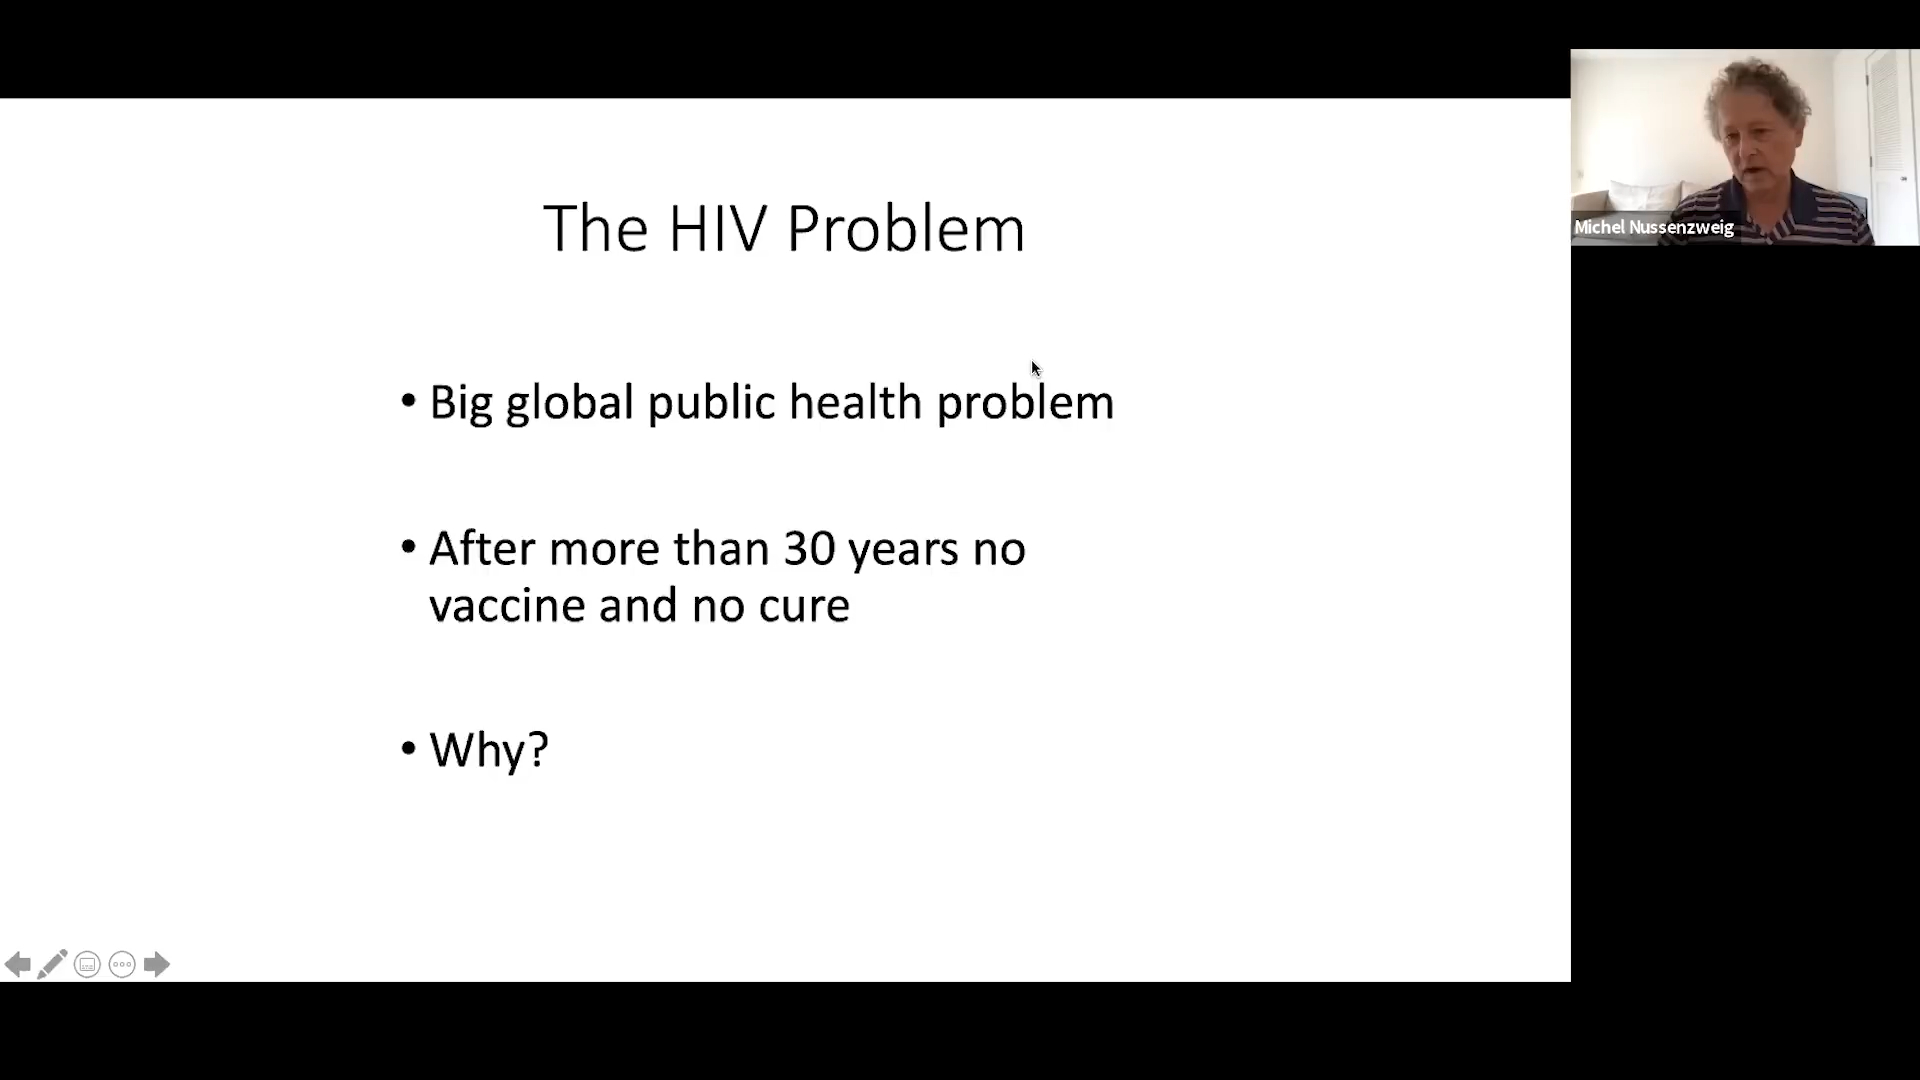 The HIV Problem
• Big global public health problem
• After more than 30 years no
vaccine and no cure
• Why?
Michel Nussenzweig